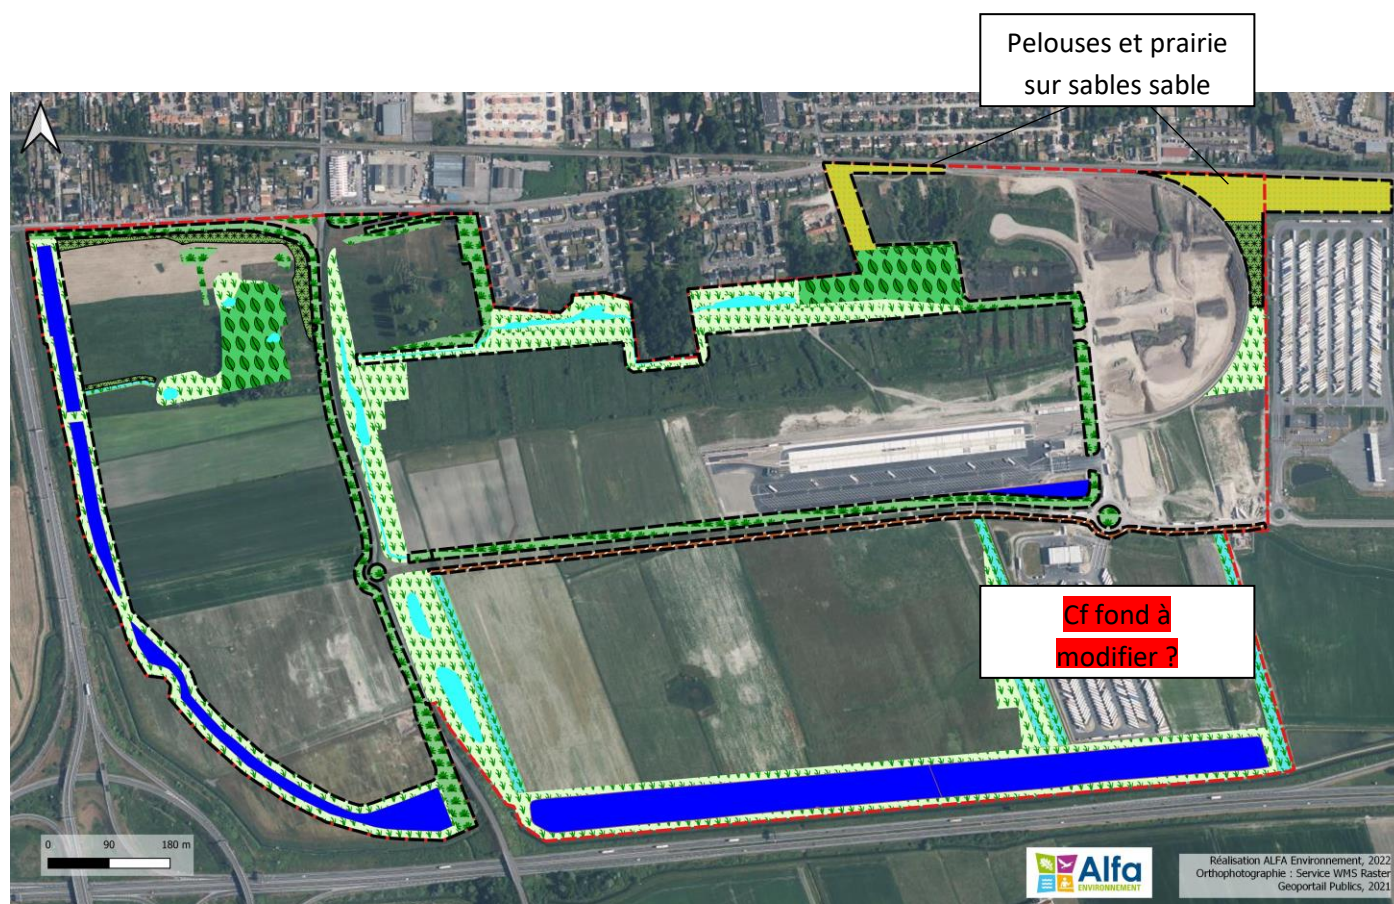 Pelouses et prairie
sur sables sable
Cf fond à
modifier ?
0 90 180 m
Alfa
ENVIRONNEMENT
Réalisation ALFA Environnement, 2022
Orthophotographie : Service WMS Raster
Geoportail Publics, 2021